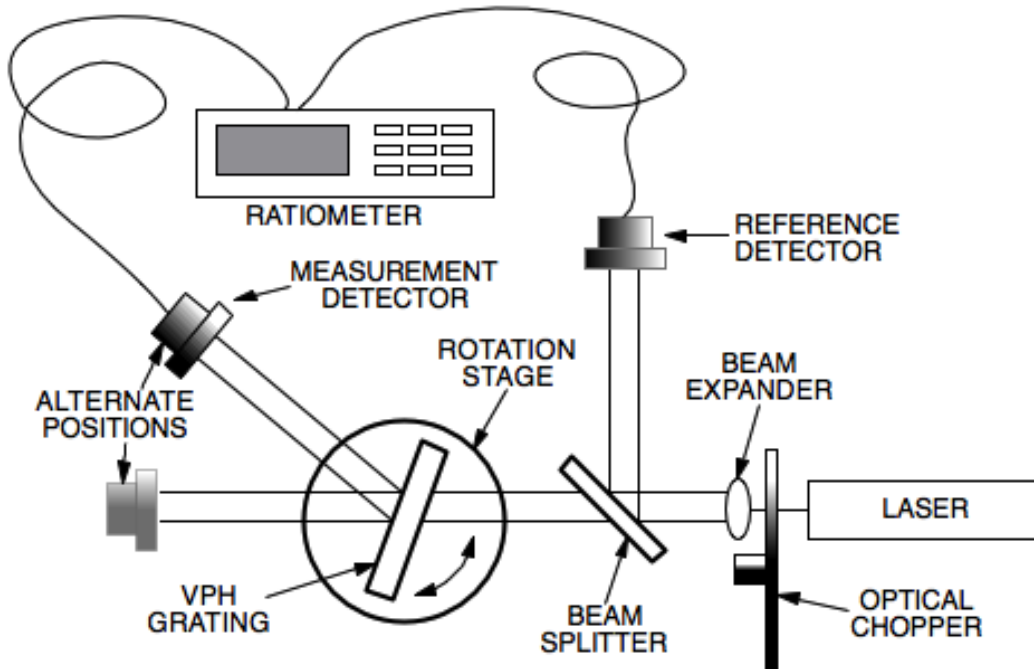 RATIOMETER
REFERENCE
DETECTOR
MEASUREMENT
DETECTOR
ROTATION
STAGE
BEAM
EXPANDER
ALTERNATE
POSITIONS
LASER
VPH
GRATING
BEAM
SPLITTER
OPTICAL
CHOPPER